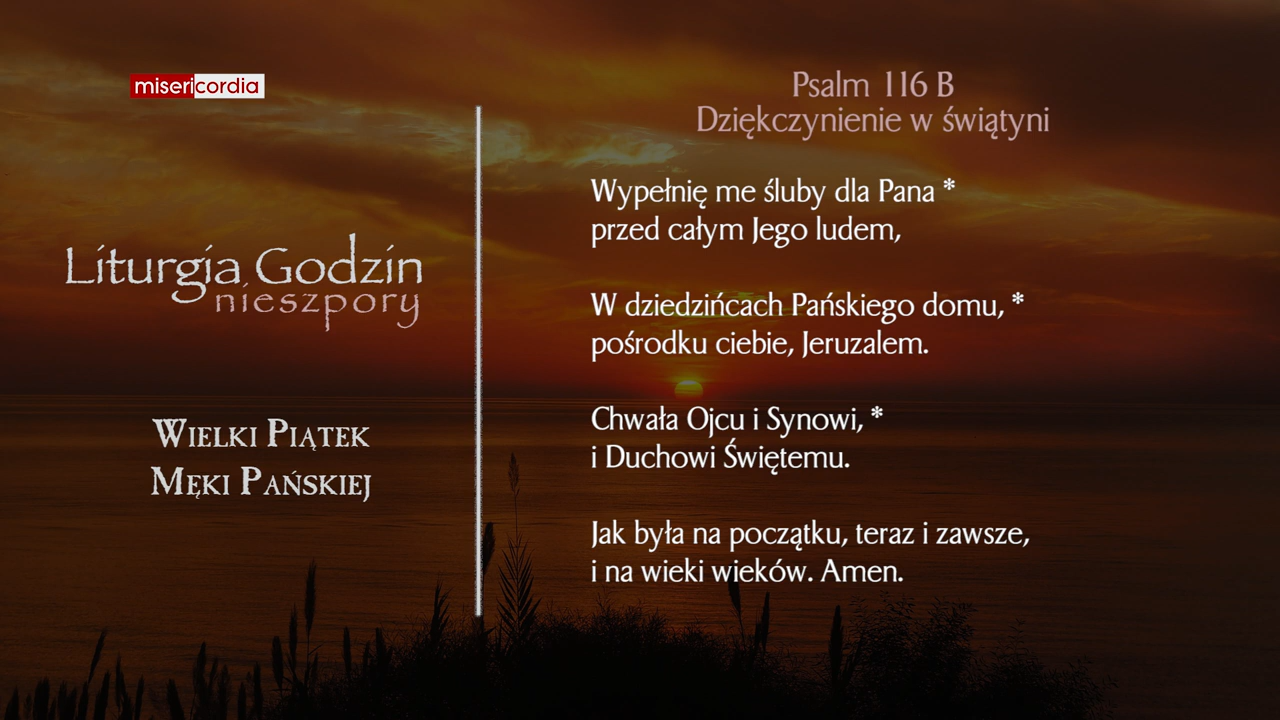 misericordia
Liturgia Godzin
nieszpory
Wielki Piątek
Męki Pańskiej
Psalm 116 B
Dziękczynienie w świątyni
Wypełnię me śluby dla Pana *
przed całym Jego ludem,
W dziedzińcach Pańskiego domu, *
pośrodku ciebie, Jeruzalem.
Chwała Ojcu i Synowi, *
i Duchowi Świętemu.
Jak była na początku, teraz i zawsze,
i na wieki wieków. Amen.